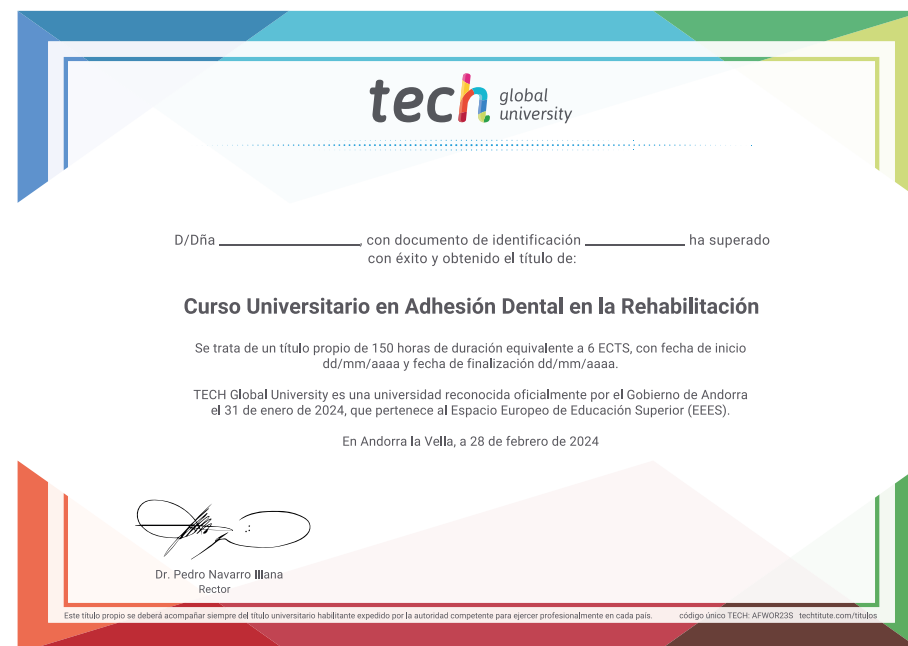 tech global university
D/Dña ____________________, con documento de identificación ______________ ha superado
con éxito y obtenido el título de:
Curso Universitario en Adhesión Dental en la Rehabilitación
Se trata de un título propio de 150 horas de duración equivalente a 6 ECTS, con fecha de inicio
dd/mm/aaaa y fecha de finalización dd/mm/aaaa.
TECH Global University es una universidad reconocida oficialmente por el Gobierno de Andorra
el 31 de enero de 2024, que pertenece al Espacio Europeo de Educación Superior (EEES).
En Andorra la Vella, a 28 de febrero de 2024
Dr. Pedro Navarro Illana
Rector
Este título propio se deberá acompañar siempre del título universitario habilitante expedido por la autoridad competente para ejercer profesionalmente en cada país. código único TECH: AFWOR23S techtitute.com/titulos